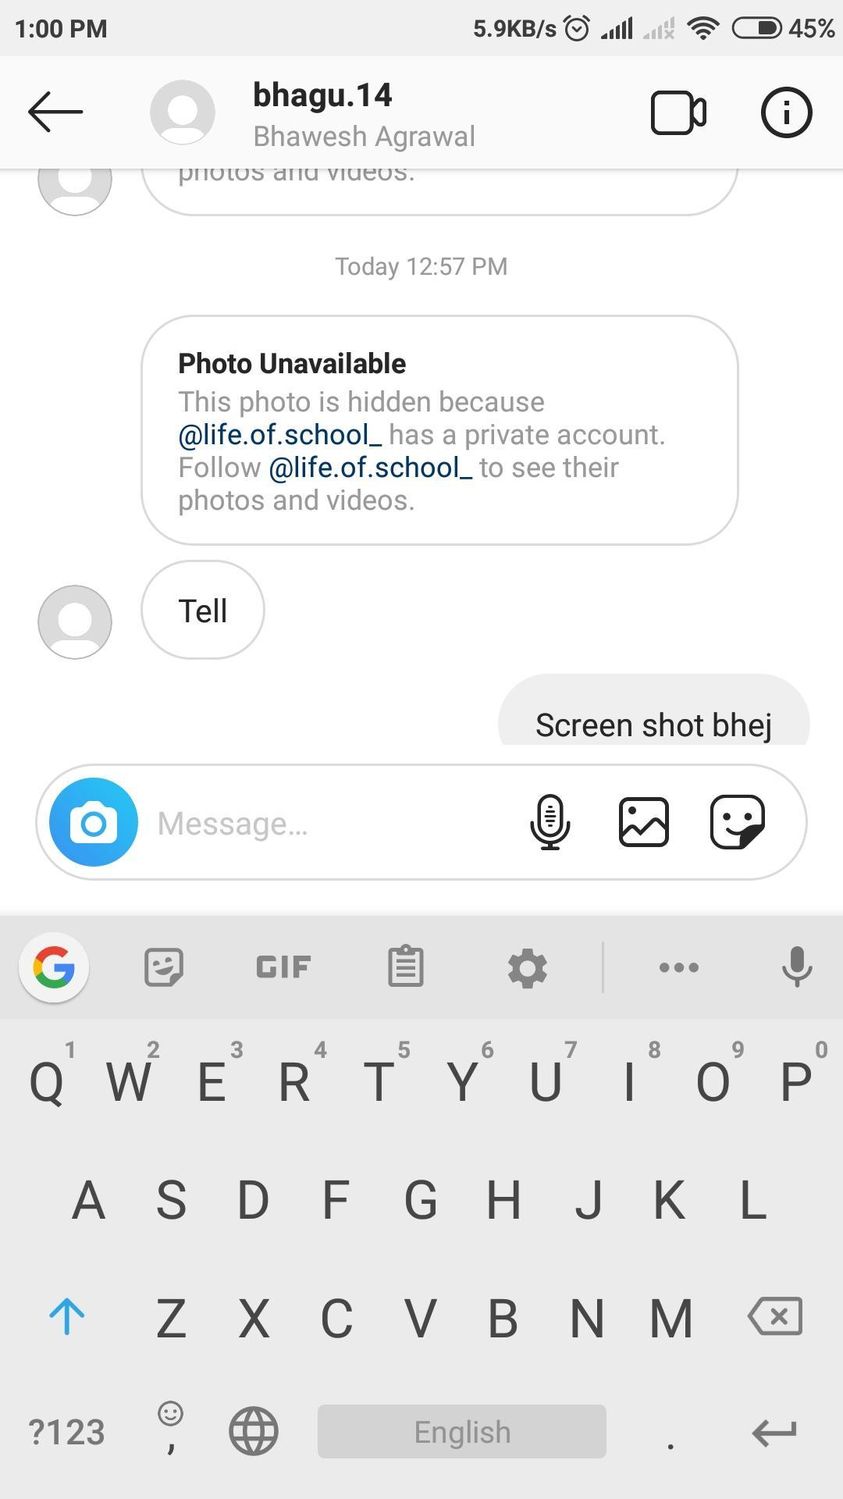 1:00 PM 5.9KB/s 45%
bhagu.14
Bhawesh Agrawal
photos and videos.
Today 12:57 PM
Photo Unavailable
This photo is hidden because
@life.of.school_ has a private account.
Follow @life.of.school_ to see their
photos and videos.
Tell
Screen shot bhej
Message...
G GIF
1 2 3 4 5 6 7 8 9 0
Q W E R T Y U I O P
A S D F G H J K L
Z X C V B N M
?123 , English .